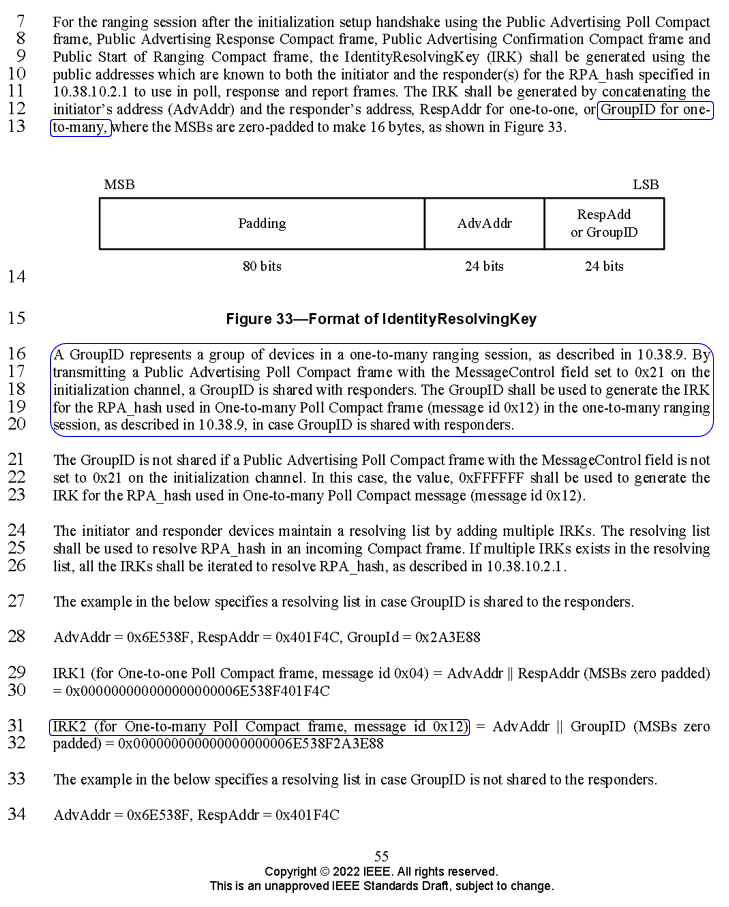 7 For the ranging session after the initialization setup handshake using the Public Advertising Poll Compact
8 frame, Public Advertising Response Compact frame, Public Advertising Confirmation Compact frame and
9 Public Start of Ranging Compact frame, the IdentityResolvingKey (IRK) shall be generated using the
10 public addresses which are known to both the initiator and the responder(s) for the RPA_hash specified in
11 10.38.10.2.1 to use in poll, response and report frames. The IRK shall be generated by concatenating the
12 initiator's address (AdvAddr) and the responder's address, RespAddr for one-to-one, or GroupID for one-
13 to-many, where the MSBs are zero-padded to make 16 bytes, as shown in Figure 33.
MSB LSB
Padding AdvAddr RespAdd
or GroupID
80 bits 24 bits 24 bits
14
15 Figure 33—Format of IdentityResolvingKey
16 A GroupID represents a group of devices in a one-to-many ranging session, as described in 10.38.9. By
17 transmitting a Public Advertising Poll Compact frame with the MessageControl field set to 0x21 on the
18 initialization channel, a GroupID is shared with responders. The GroupID shall be used to generate the IRK
19 for the RPA_hash used in One-to-many Poll Compact frame (message id 0x12) in the one-to-many ranging
20 session, as described in 10.38.9, in case GroupID is shared with responders.
21 The GroupID is not shared if a Public Advertising Poll Compact frame with the MessageControl field is not
22 set to 0x21 on the initialization channel. In this case, the value, 0xFFFFFF shall be used to generate the
23 IRK for the RPA_hash used in One-to-many Poll Compact message (message id 0x12).
24 The initiator and responder devices maintain a resolving list by adding multiple IRKs. The resolving list
25 shall be used to resolve RPA_hash in an incoming Compact frame. If multiple IRKs exists in the resolving
26 list, all the IRKs shall be iterated to resolve RPA_hash, as described in 10.38.10.2.1.
27 The example in the below specifies a resolving list in case GroupID is shared to the responders.
28 AdvAddr = 0x6E538F, RespAddr = 0x401F4C, GroupId = 0x2A3E88
29 IRK1 (for One-to-one Poll Compact frame, message id 0x04) = AdvAddr || RespAddr (MSBs zero padded)
30 = 0x000000000000000000006E538F401F4C
31 IRK2 (for One-to-many Poll Compact frame, message id 0x12) = AdvAddr || GroupID (MSBs zero
32 padded) = 0x000000000000000000006E538F2A3E88
33 The example in the below specifies a resolving list in case GroupID is not shared to the responders.
34 AdvAddr = 0x6E538F, RespAddr = 0x401F4C
55
Copyright © 2022 IEEE. All rights reserved.
This is an unapproved IEEE Standards Draft, subject to change.